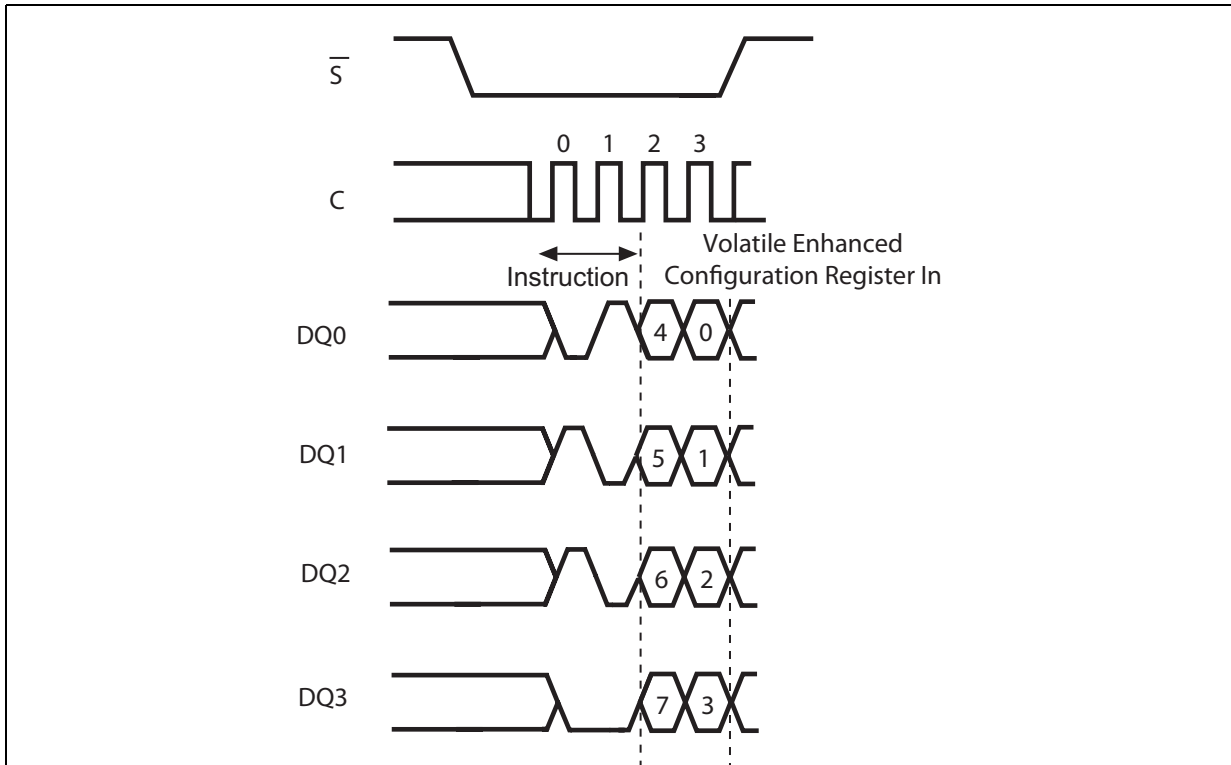 S
0 1 2 3
C
Volatile Enhanced
Instruction Configuration Register In
DQ0 4 0
DQ1 5 1
DQ2 6 2
DQ3 7 3